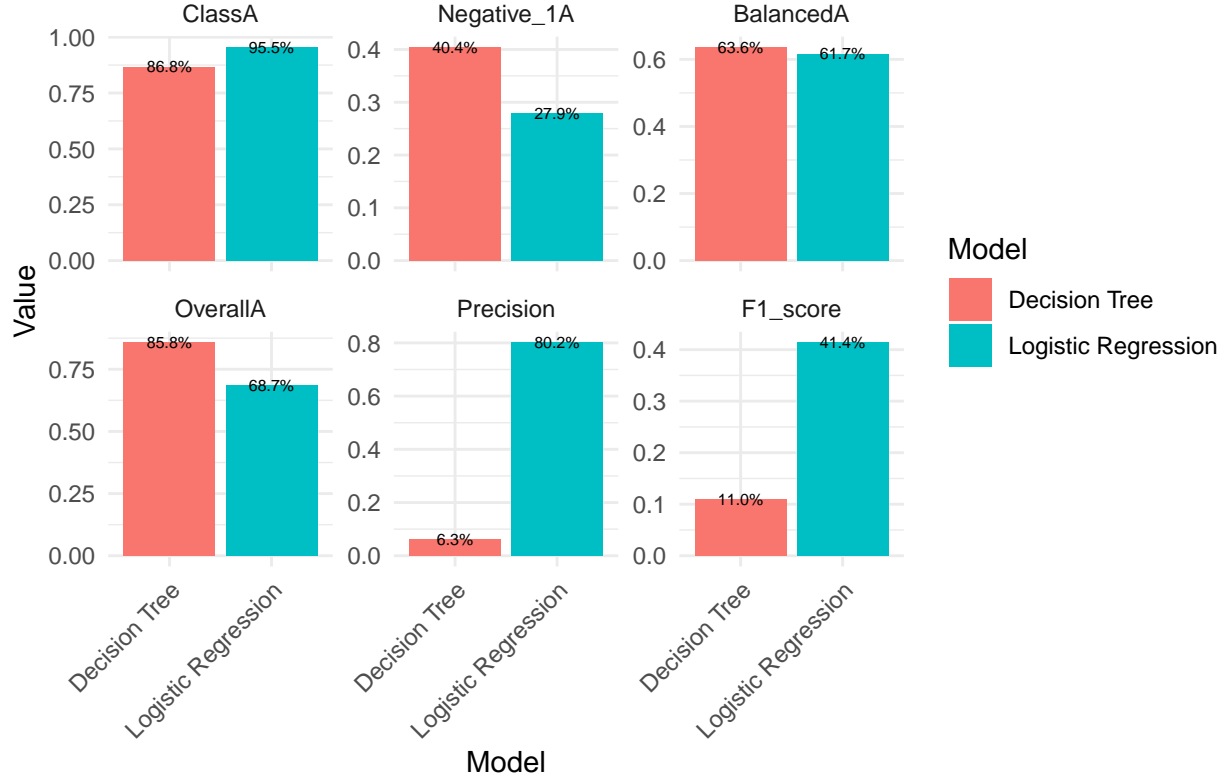 ClassA
Negative_1A
BalancedA
1.00
0.75
0.50
0.25
0.00
86.8%
95.5%
0.4
0.3
0.2
0.1
0.0
40.4%
27.9%
0.6
0.4
0.2
0.0
63.6%
61.7%
OverallA
Precision
F1_score
0.75
0.50
0.25
0.00
85.8%
68.7%
0.8
0.6
0.4
0.2
0.0
6.3%
80.2%
0.4
0.3
0.2
0.1
0.0
11.0%
41.4%
Decision Tree
Logistic Regression
Decision Tree
Logistic Regression
Decision Tree
Logistic Regression
Value
Model
Model
Decision Tree
Logistic Regression